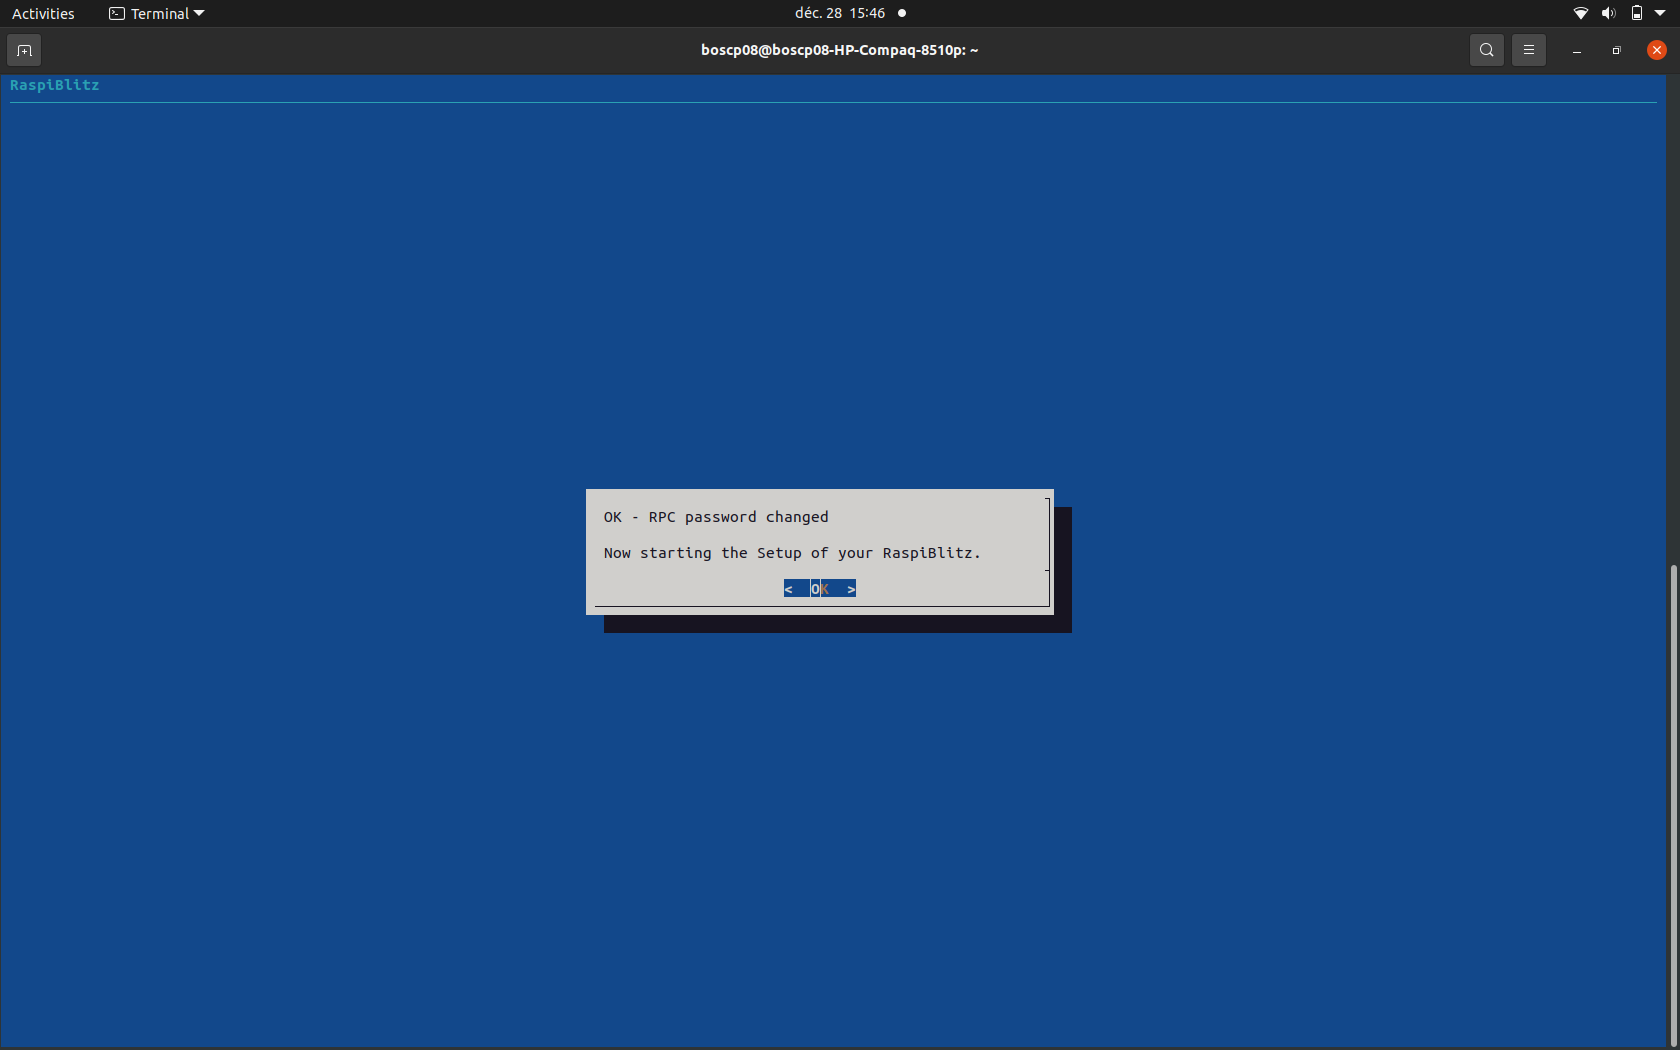 Activities Terminal déc. 28 15:46
boscp08@boscp08-HP-Compaq-8510p: ~
RaspiBlitz
OK - RPC password changed
Now starting the Setup of your RaspiBlitz.
<  OK  >